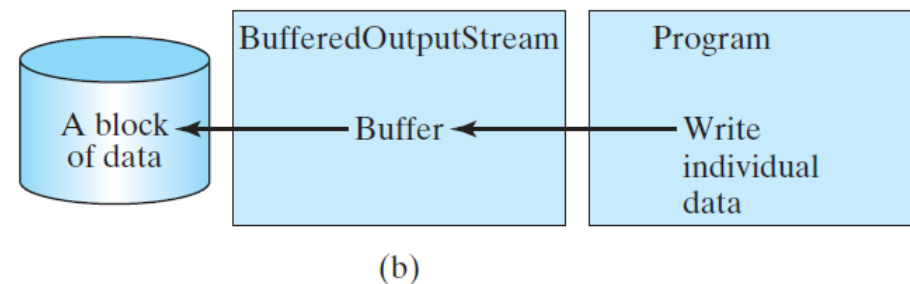 BufferedOutputStream
Program
A block
of data
Buffer
Write
individual
data
(b)